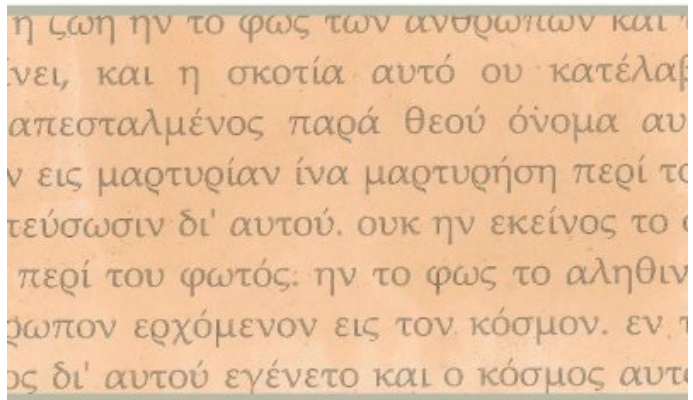 η ζωη ην το φως των ανθρωπων και
νει, και η σκοτία αυτό ου κατέλαβ
απεσταλμένος παρά θεού όνομα αυ
ν εις μαρτυρίαν ίνα μαρτυρήση περί το
τεύσωσιν δι' αυτού. ουκ ην εκείνος το
περί του φωτός. ην το φως το αληθιν
ρωπον ερχόμενον εις τον κόσμον. εν
ος δι' αυτού εγένετο και ο κόσμος αυτο